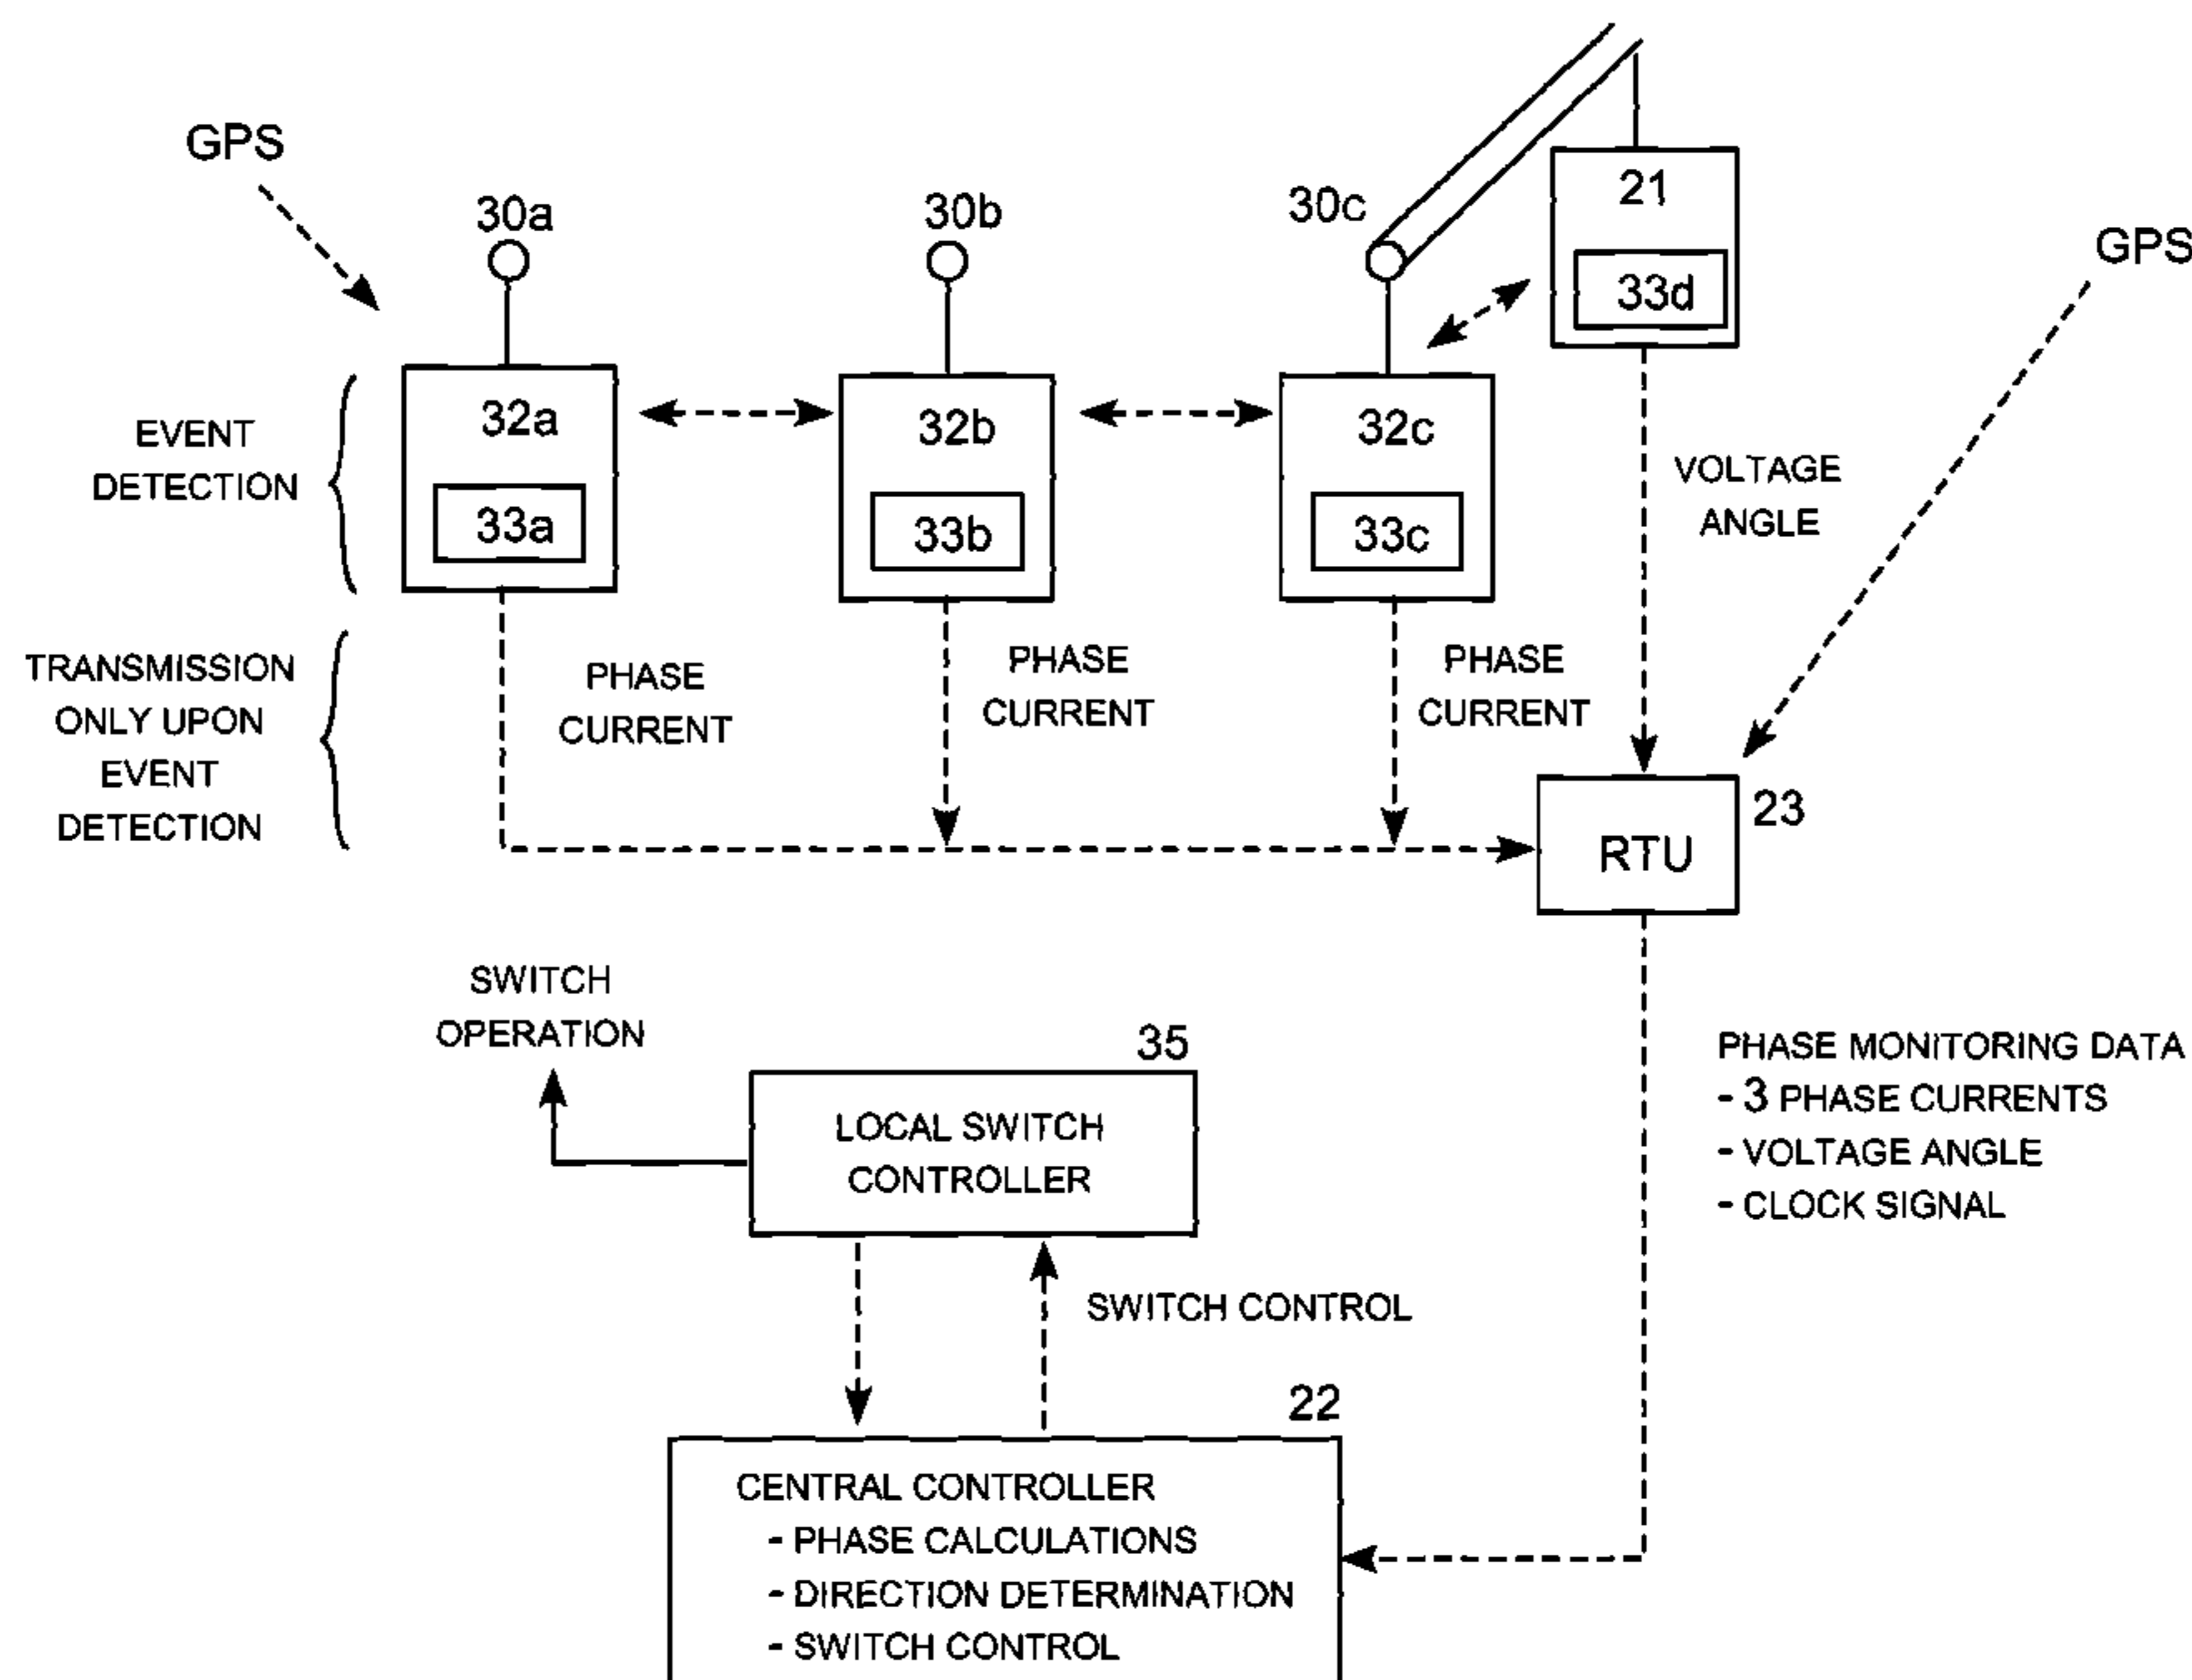 GPS
30a
30b
30c
21
33d
GPS
EVENT
DETECTION
32a
33a
32b
33b
32c
33c
VOLTAGE
ANGLE
TRANSMISSION
ONLY UPON
EVENT
DETECTION
PHASE
CURRENT
PHASE
CURRENT
PHASE
CURRENT
23
RTU
SWITCH
OPERATION
35
LOCAL SWITCH
CONTROLLER
PHASE MONITORING DATA
- 3 PHASE CURRENTS
- VOLTAGE ANGLE
- CLOCK SIGNAL
SWITCH CONTROL
22
CENTRAL CONTROLLER
- PHASE CALCULATIONS
- DIRECTION DETERMINATION
- SWITCH CONTROL